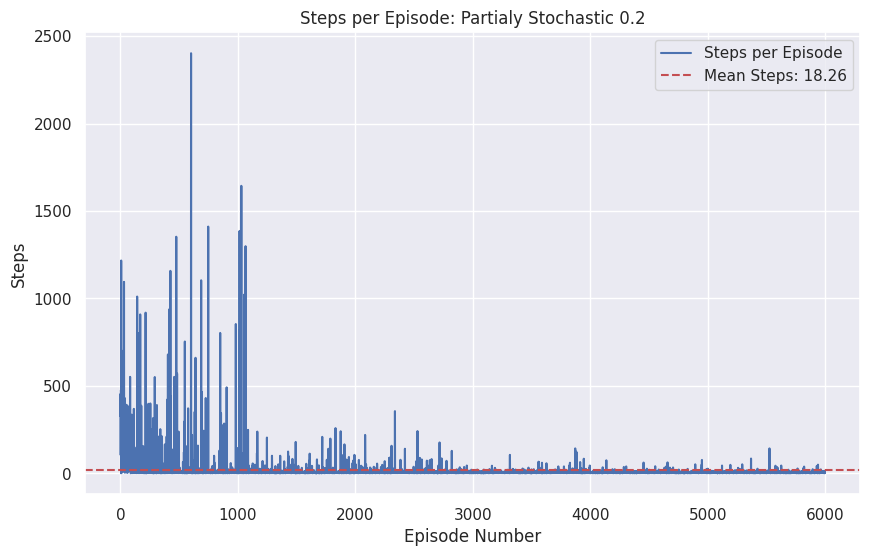 Steps per Episode: Partialy Stochastic 0.2
Steps per Episode
Mean Steps: 18.26
2500
2000
1500
1000
500
0
Steps
0 1000 2000 3000 4000 5000 6000
Episode Number